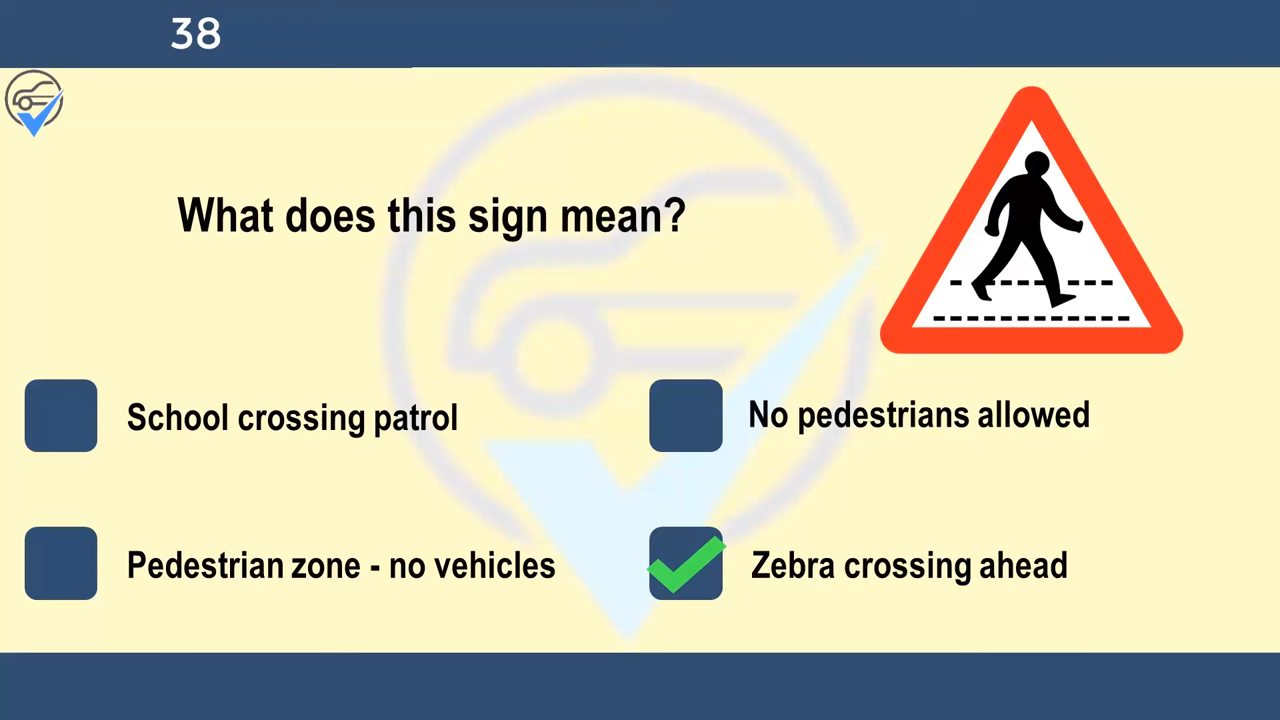 38
What does this sign mean?
School crossing patrol
No pedestrians allowed
Pedestrian zone - no vehicles
Zebra crossing ahead